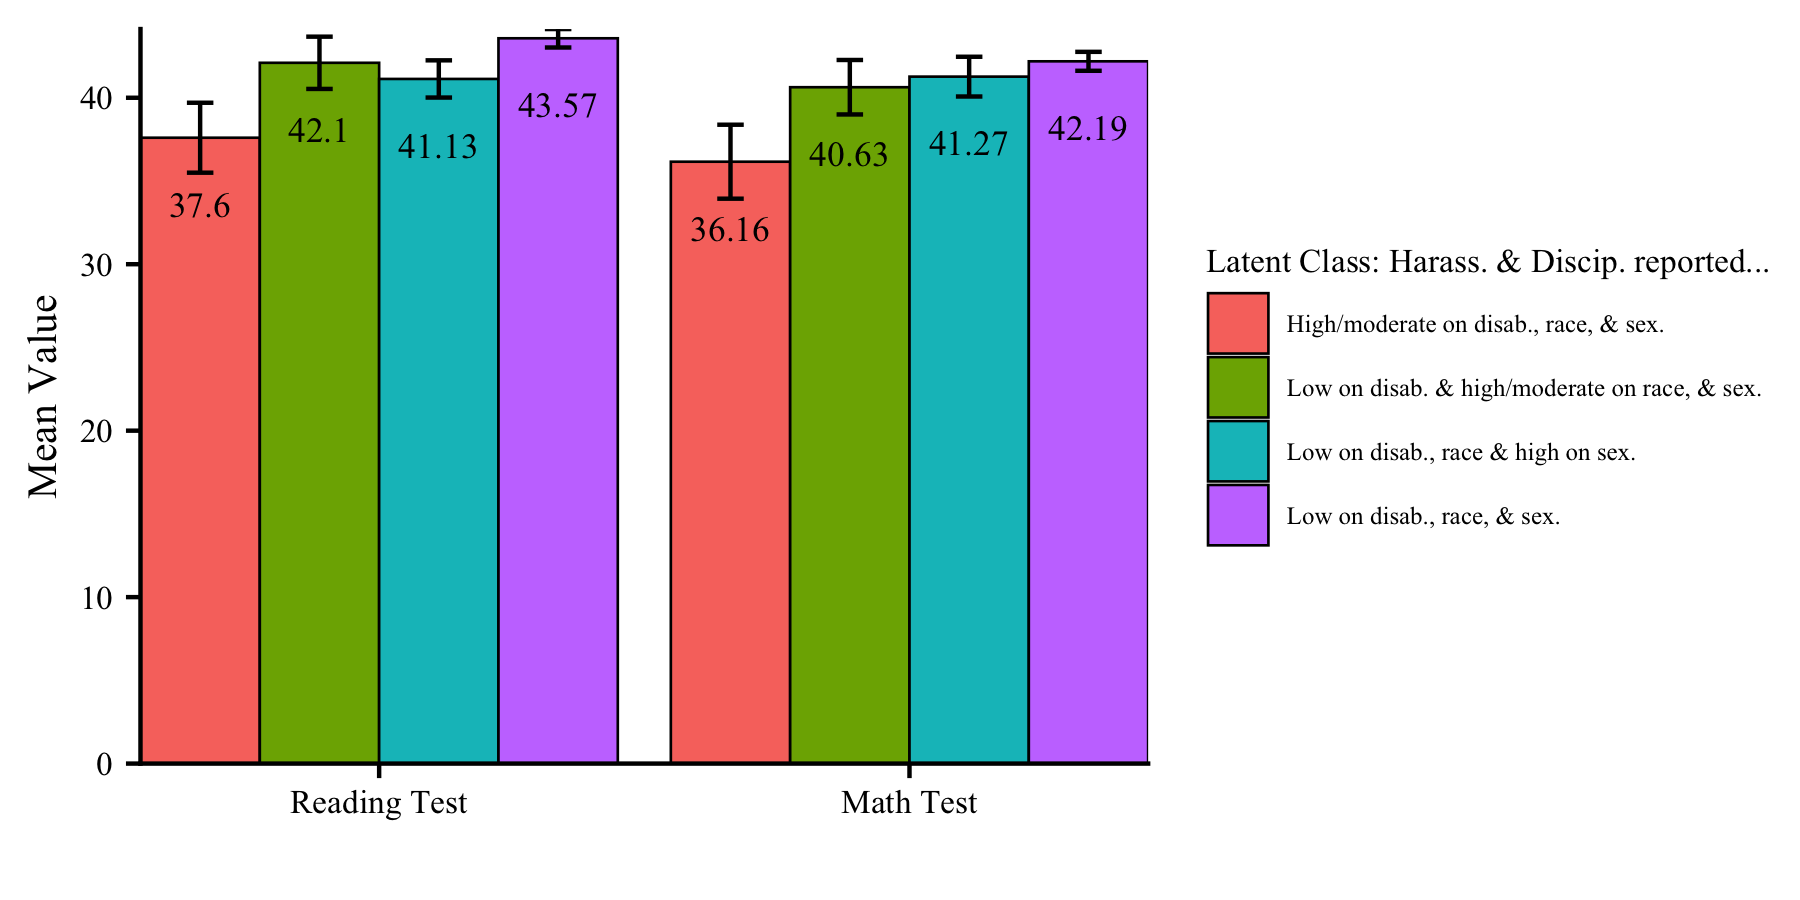 Mean Value
40
30
20
10
0
37.6
42.1
41.13
43.57
36.16
40.63
41.27
42.19
Reading Test
Math Test
Latent Class: Harass. & Discip. reported...
High/moderate on disab., race, & sex.
Low on disab. & high/moderate on race, & sex.
Low on disab., race & high on sex.
Low on disab., race, & sex.